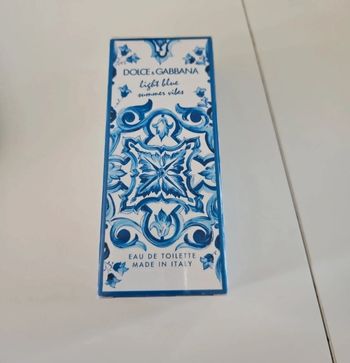 DOLCE & GABBANA
light blue
summer vibes
EAU DE TOILETTE
MADE IN ITALY